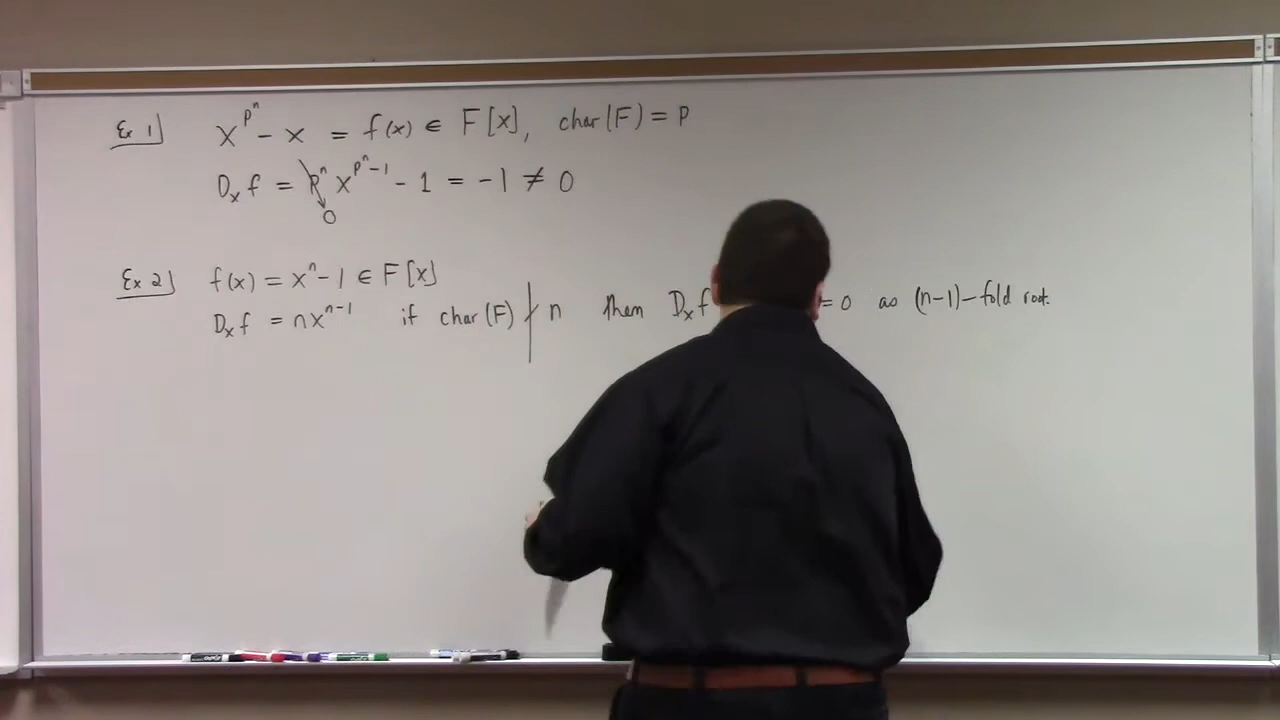 Ex 1] x^{p^n} - x = f(x) ∈ F[x], char(F) = p
D_x f = p^n x^{p^n - 1} - 1 = -1 ≠ 0
0
Ex 2] f(x) = x^n - 1 ∈ F[x]
D_x f = nx^{n-1} if char(F) ∤ n then D_x f = 0 as (n-1)-fold root.